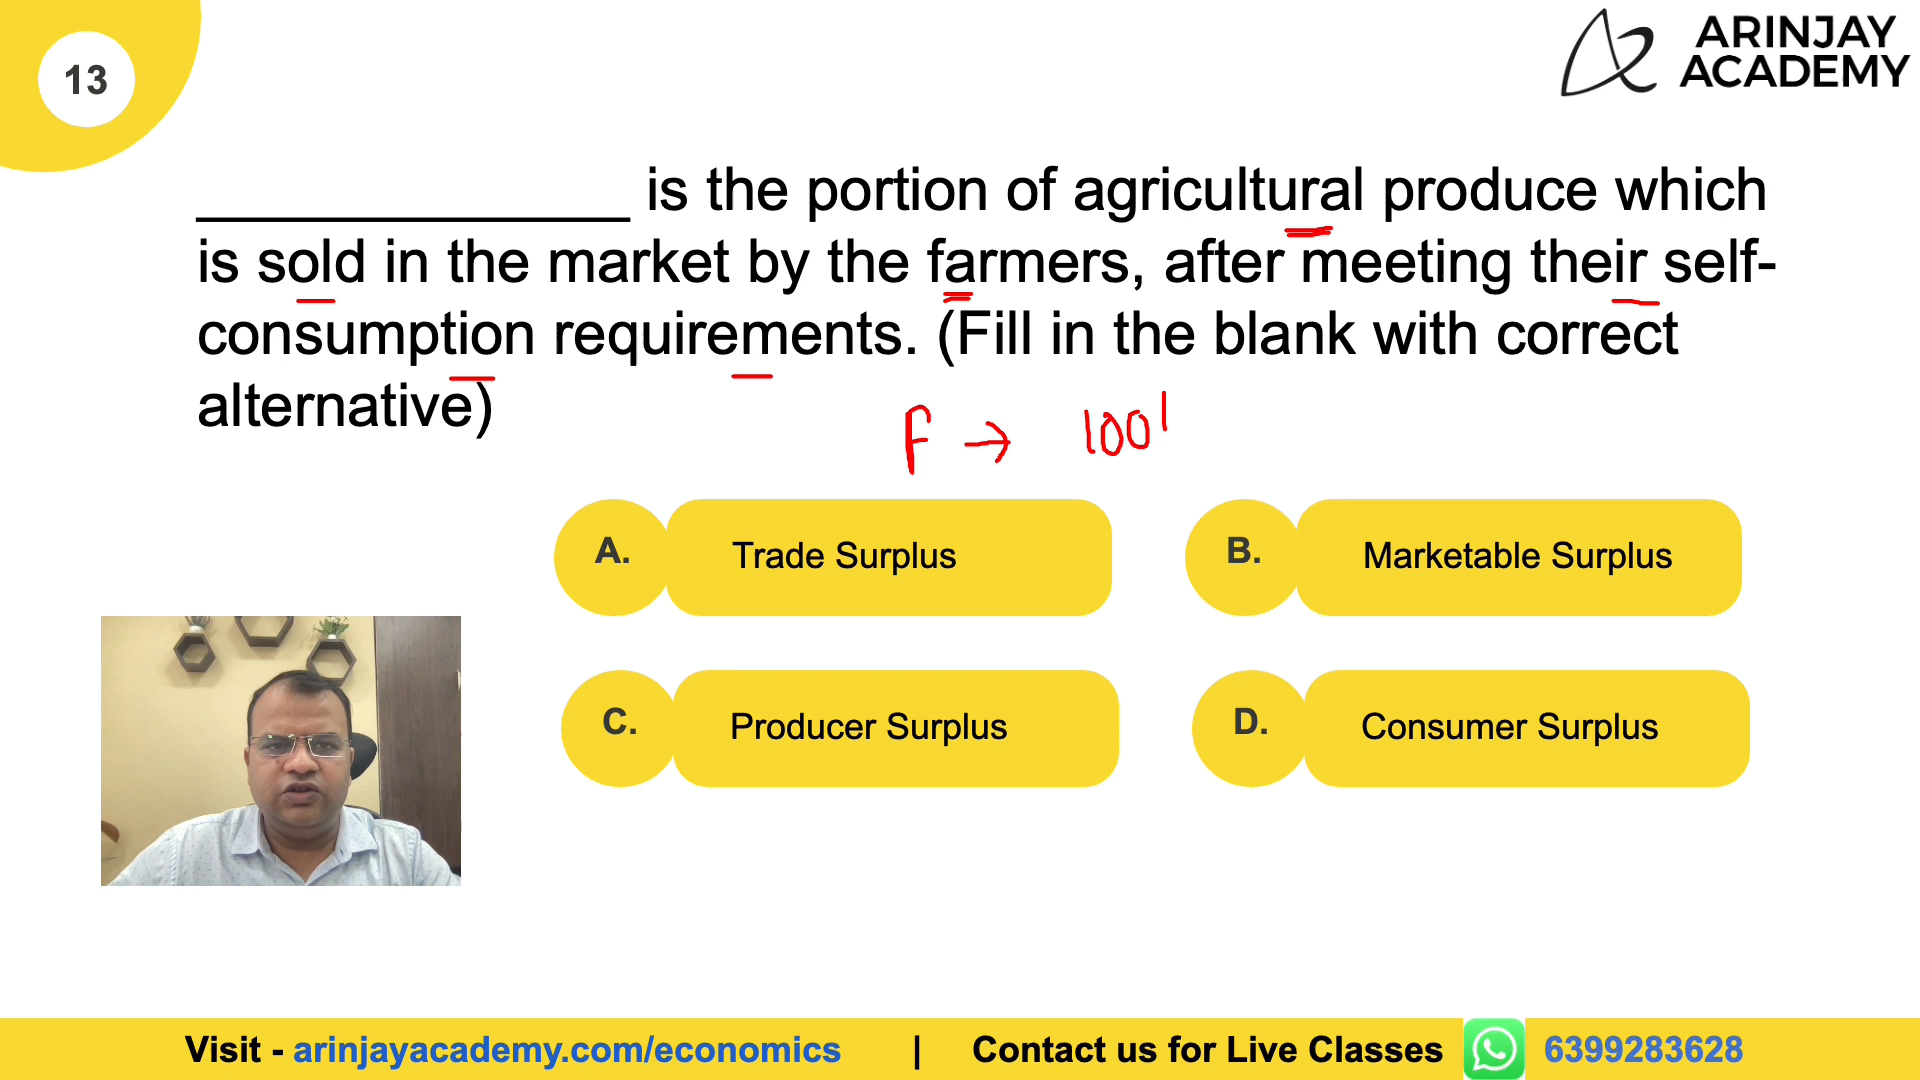 13
ARINJAY
ACADEMY
______________ is the portion of agricultural produce which
is sold in the market by the farmers, after meeting their self-
consumption requirements. (Fill in the blank with correct
alternative)
F → 100
A. Trade Surplus
B. Marketable Surplus
C. Producer Surplus
D. Consumer Surplus
Visit - arinjayacademy.com/economics | Contact us for Live Classes 6399283628